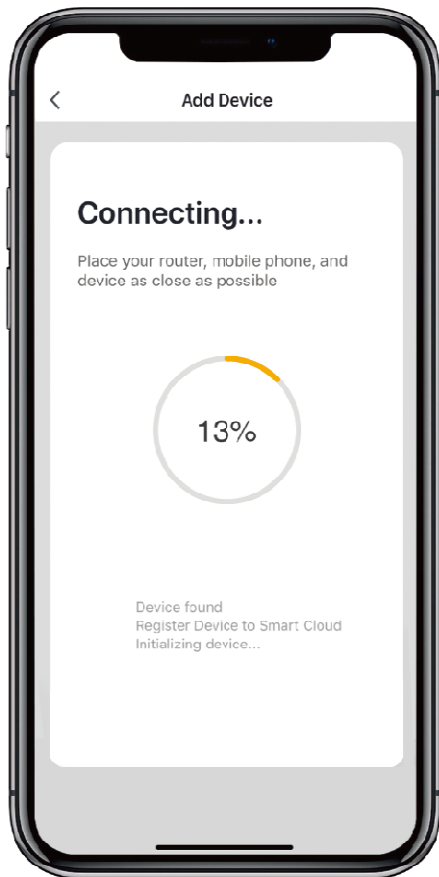 Add Device
Connecting...
Place your router, mobile phone, and
device as close as possible
13%
Device found
Register Device to Smart Cloud
Initializing device...